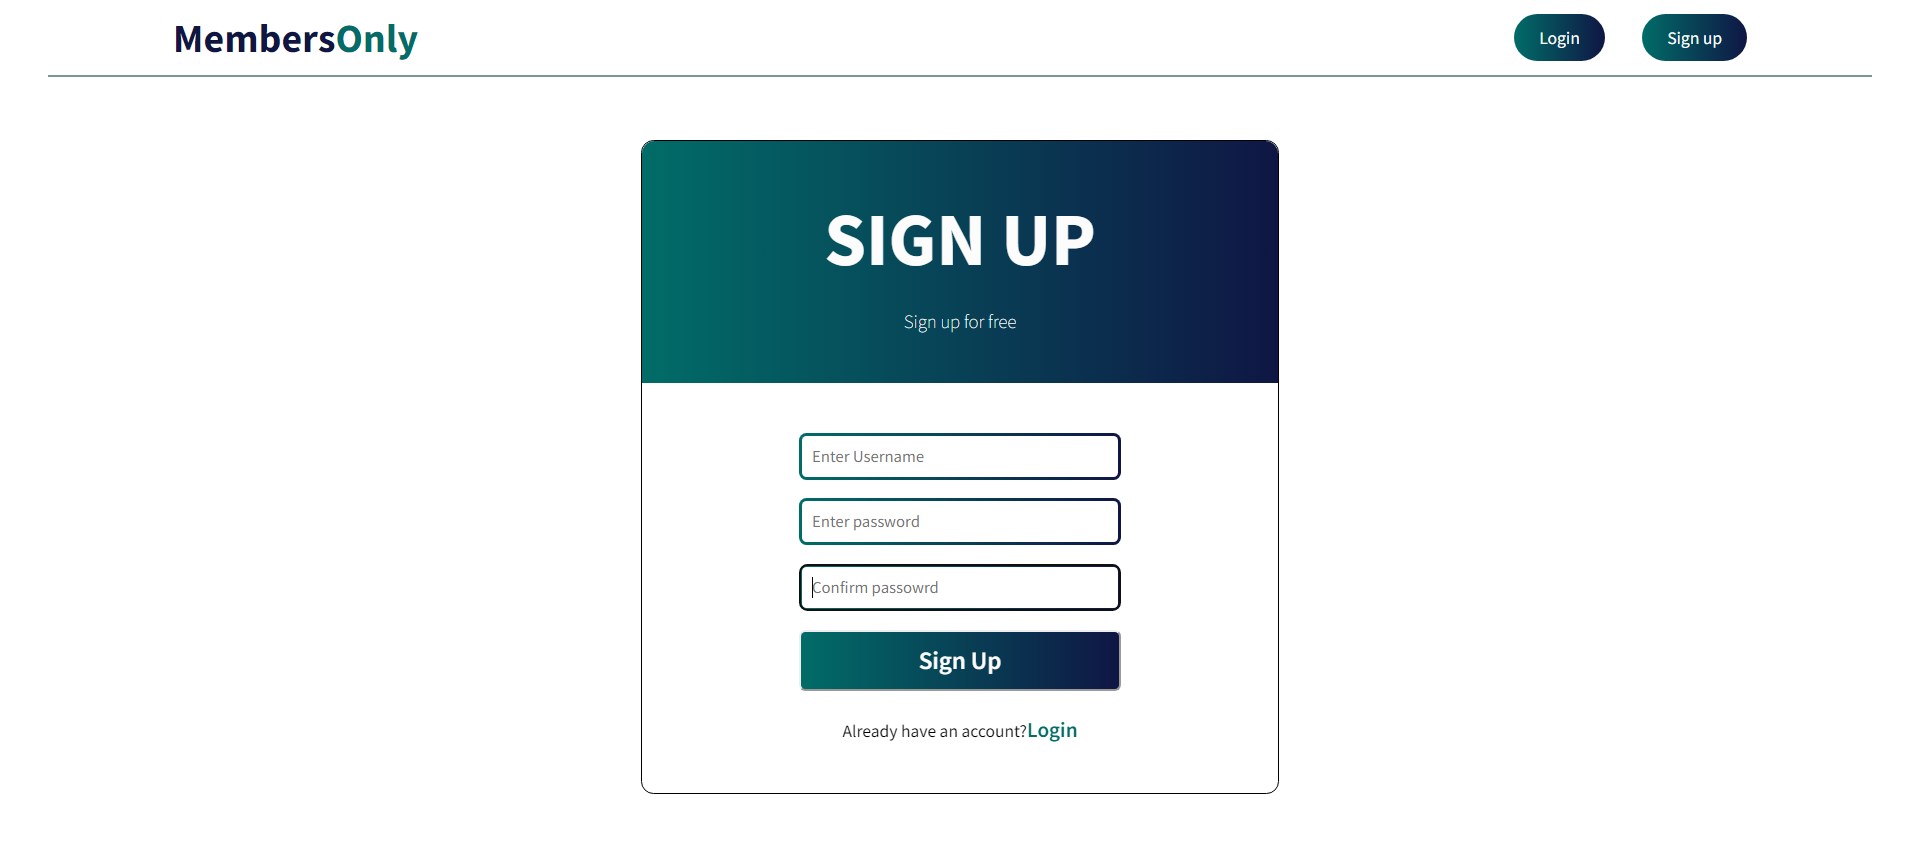 MembersOnly
Login
Sign up
SIGN UP
Sign up for free
Enter Username
Enter password
Confirm passowrd
Sign Up
Already have an account?Login